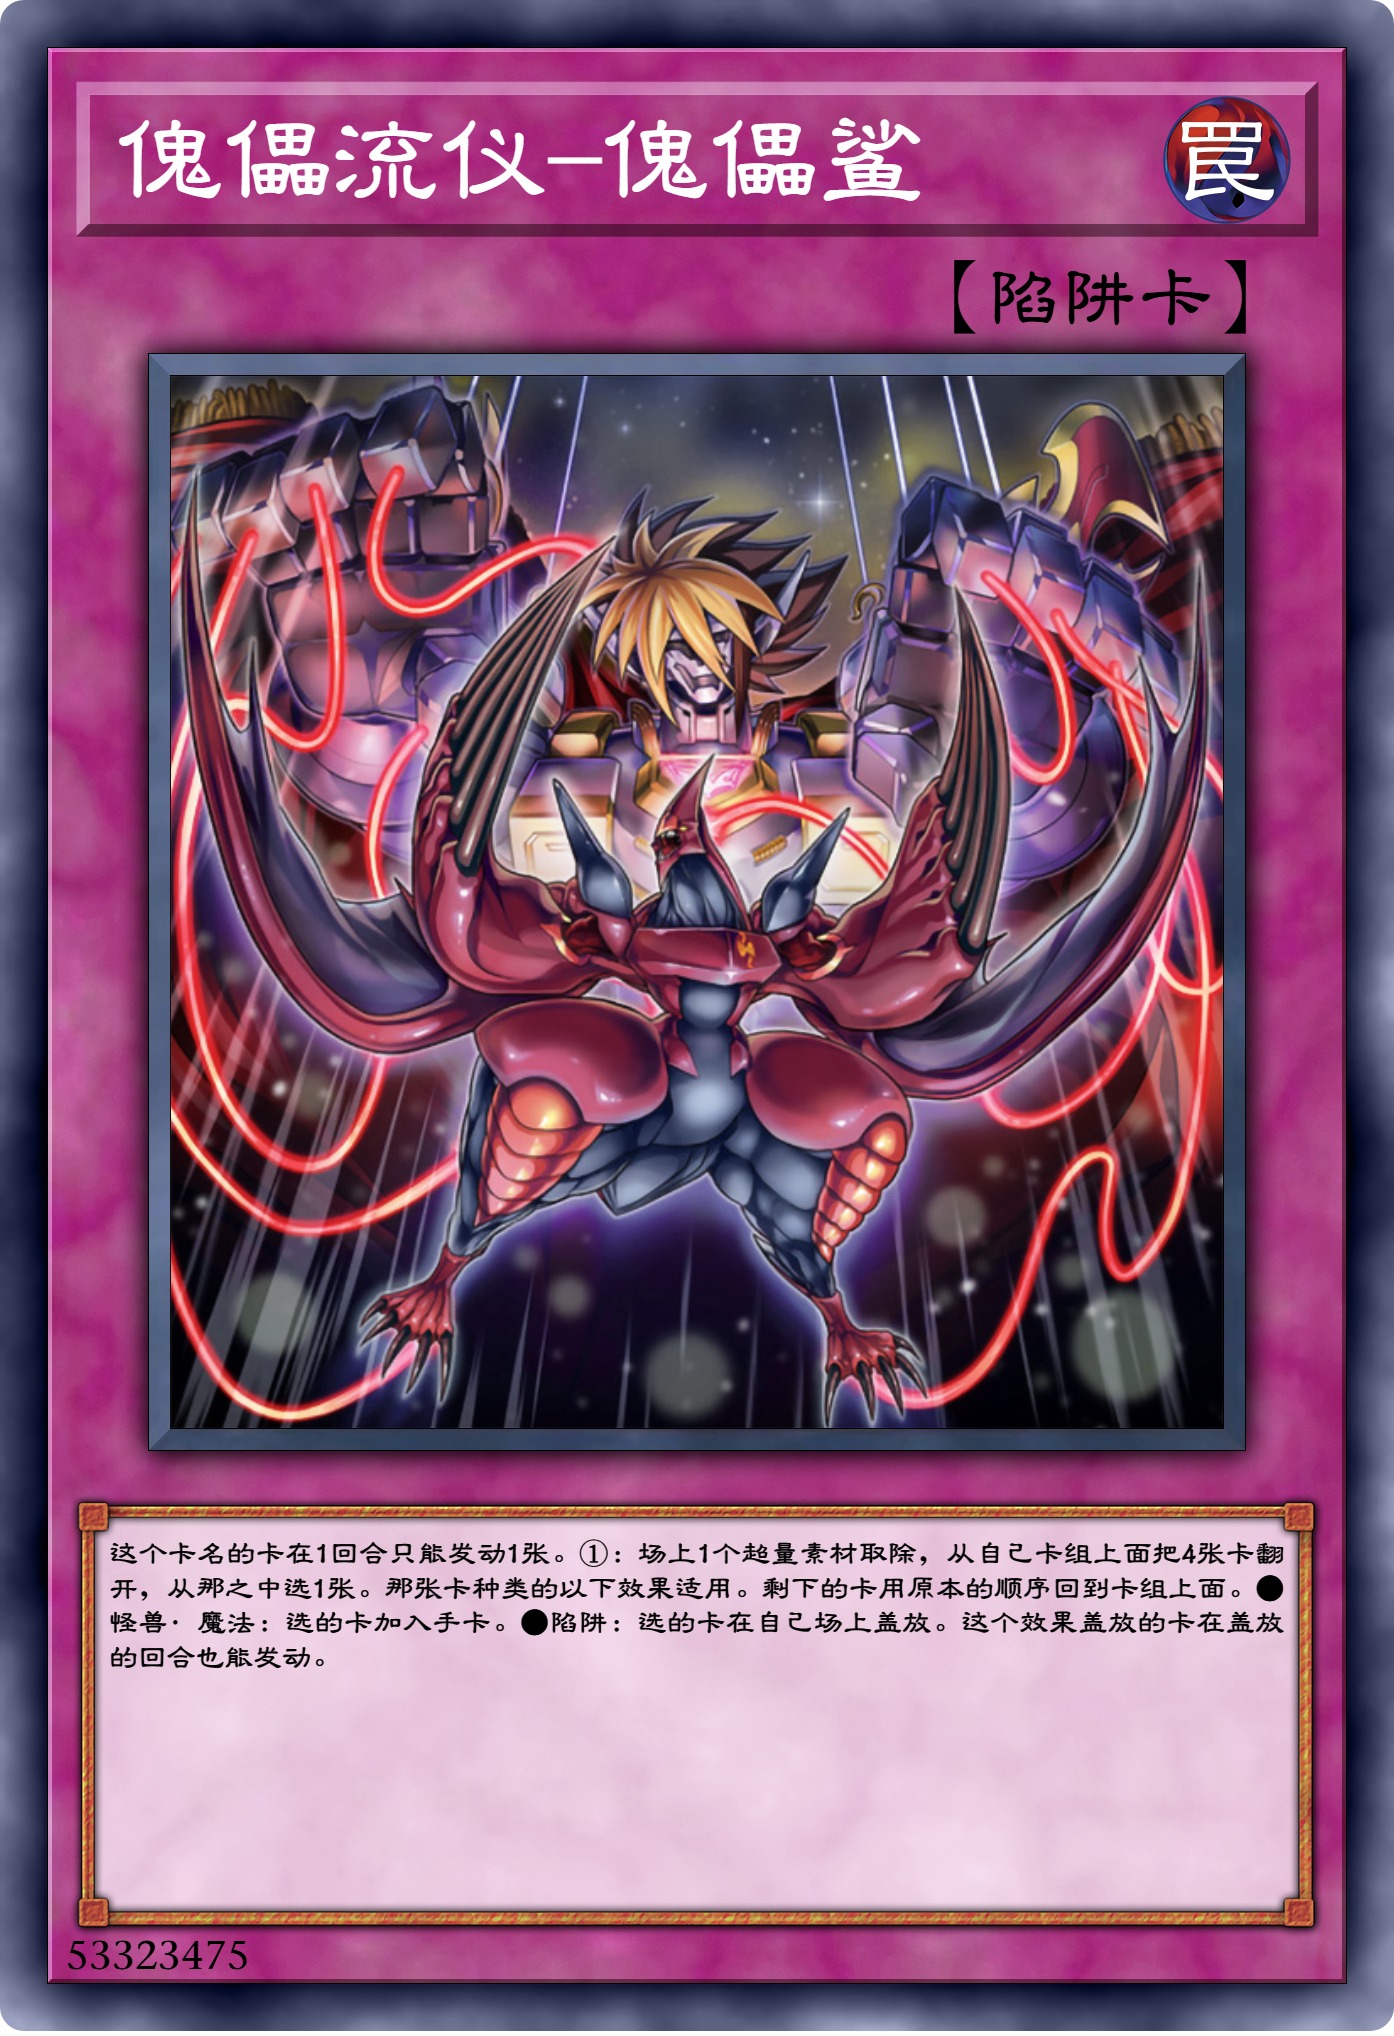 傀儡流仪-傀儡鲨
罠
【陷阱卡】
这个卡名的卡在1回合只能发动1张。①：场上1个超量素材取除，从自己卡组上面把4张卡翻
开，从那之中选1张。那张卡种类的以下效果适用。剩下的卡用原本的顺序回到卡组上面。●
怪兽·魔法：选的卡加入手卡。●陷阱：选的卡在自己场上盖放。这个效果盖放的卡在盖放
的回合也能发动。
53323475